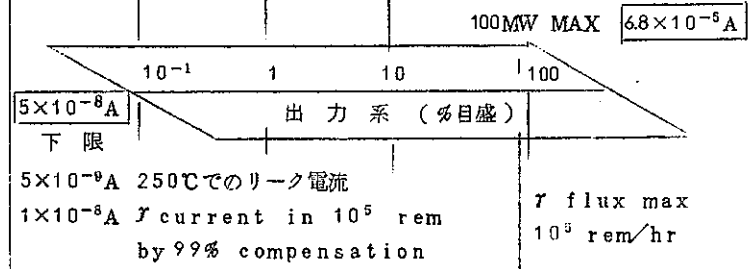 100MW MAX 6.8×10⁻⁵A
10⁻¹ 1 10 100
5×10⁻⁸A 出力系 (%目盛)
下限
5×10⁻⁹A 250℃でのリーク電流
1×10⁻⁸A γ current in 10⁵ rem
by 99% compensation
γ flux max
10⁵ rem/hr